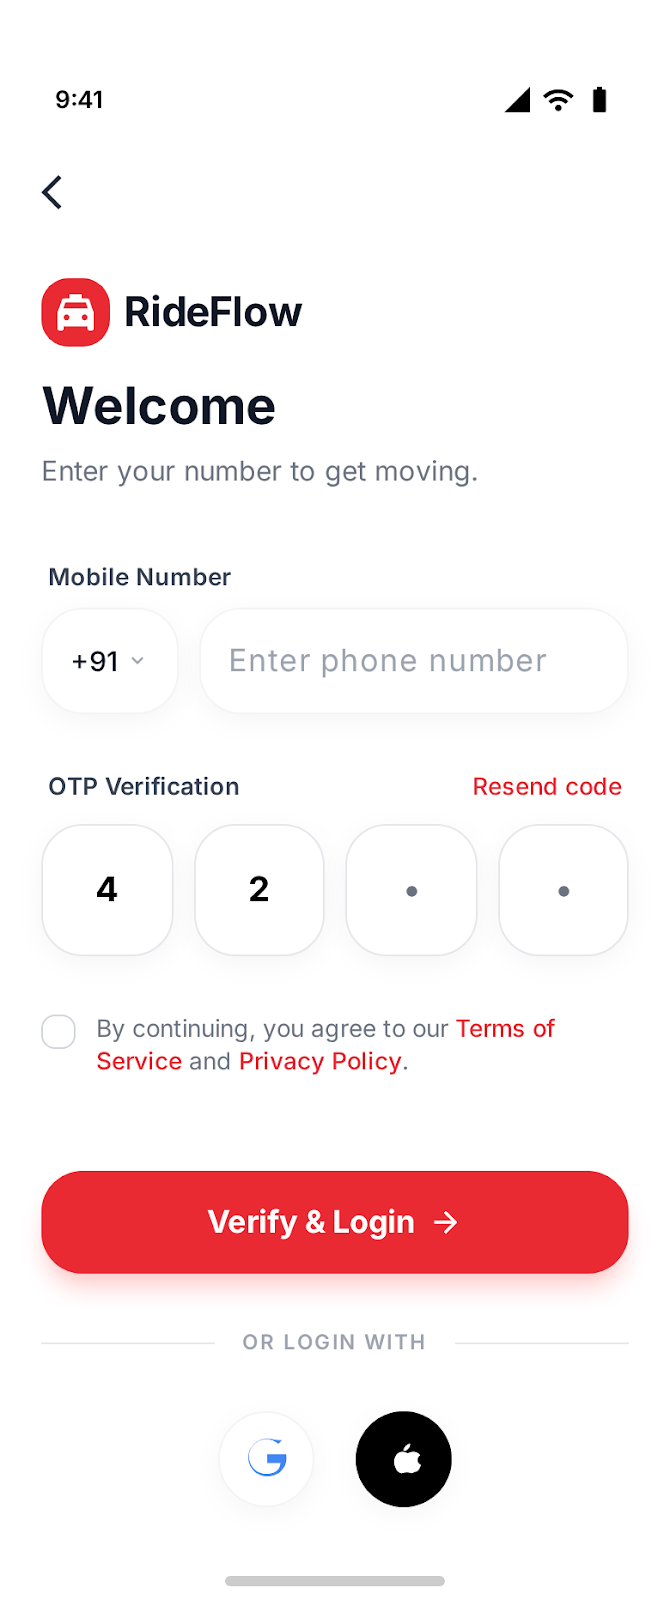 9:41
RideFlow
Welcome
Enter your number to get moving.
Mobile Number
+91
Enter phone number
OTP Verification
Resend code
4
2
By continuing, you agree to our Terms of
Service and Privacy Policy.
Verify & Login →
OR LOGIN WITH